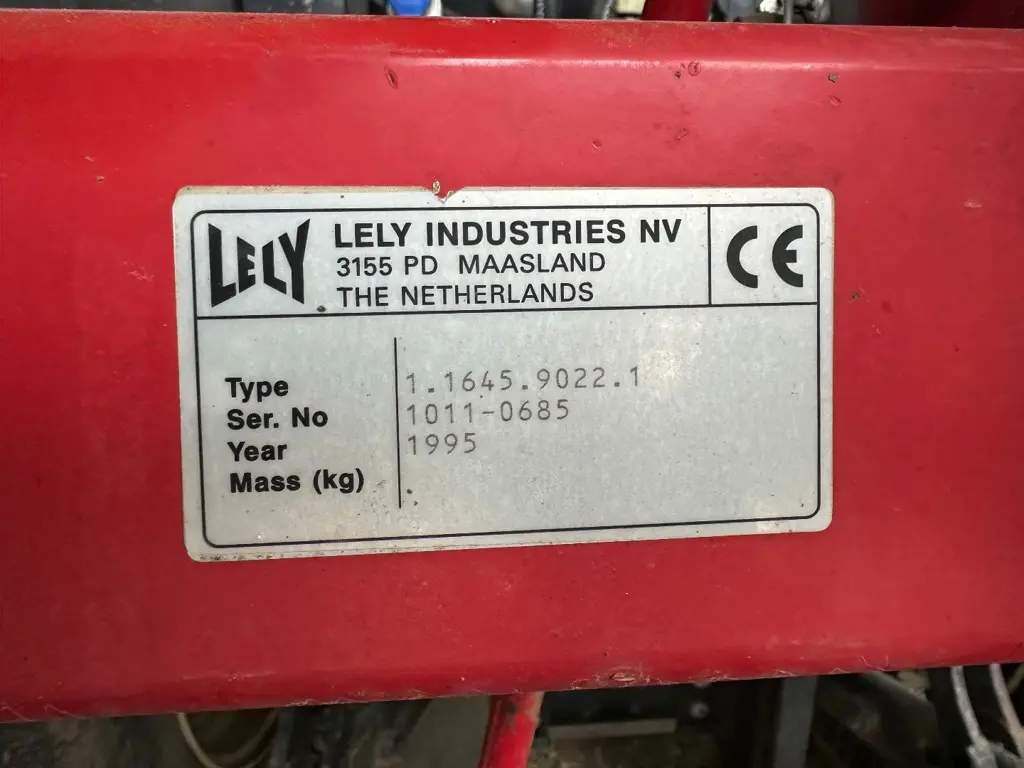 LELY
LELY INDUSTRIES NV
3155 PD MAASLAND
THE NETHERLANDS
CE
Type 1.1645.9022.1
Ser. No 1011-0685
Year 1995
Mass (kg)